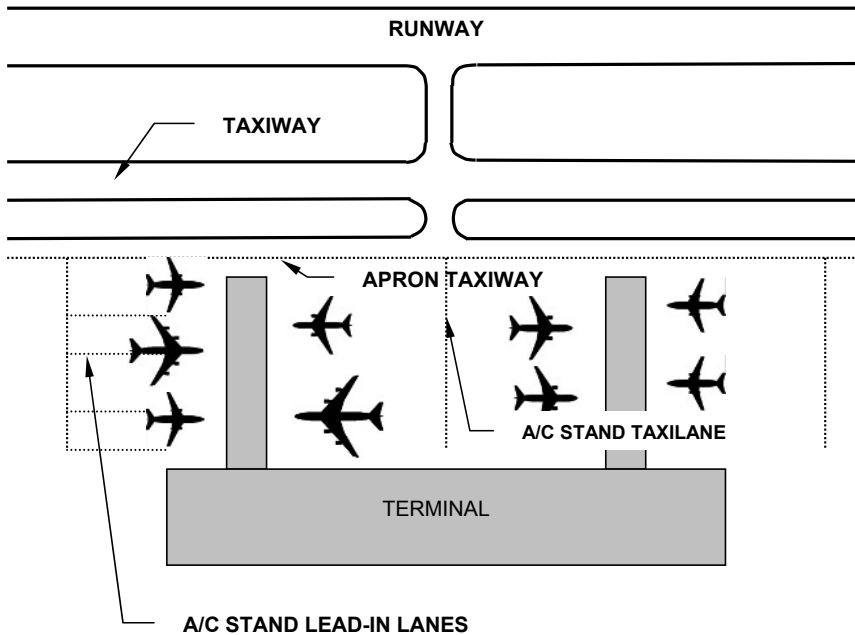 RUNWAY
TAXIWAY
APRON TAXIWAY
A/C STAND TAXILANE
TERMINAL
A/C STAND LEAD-IN LANES